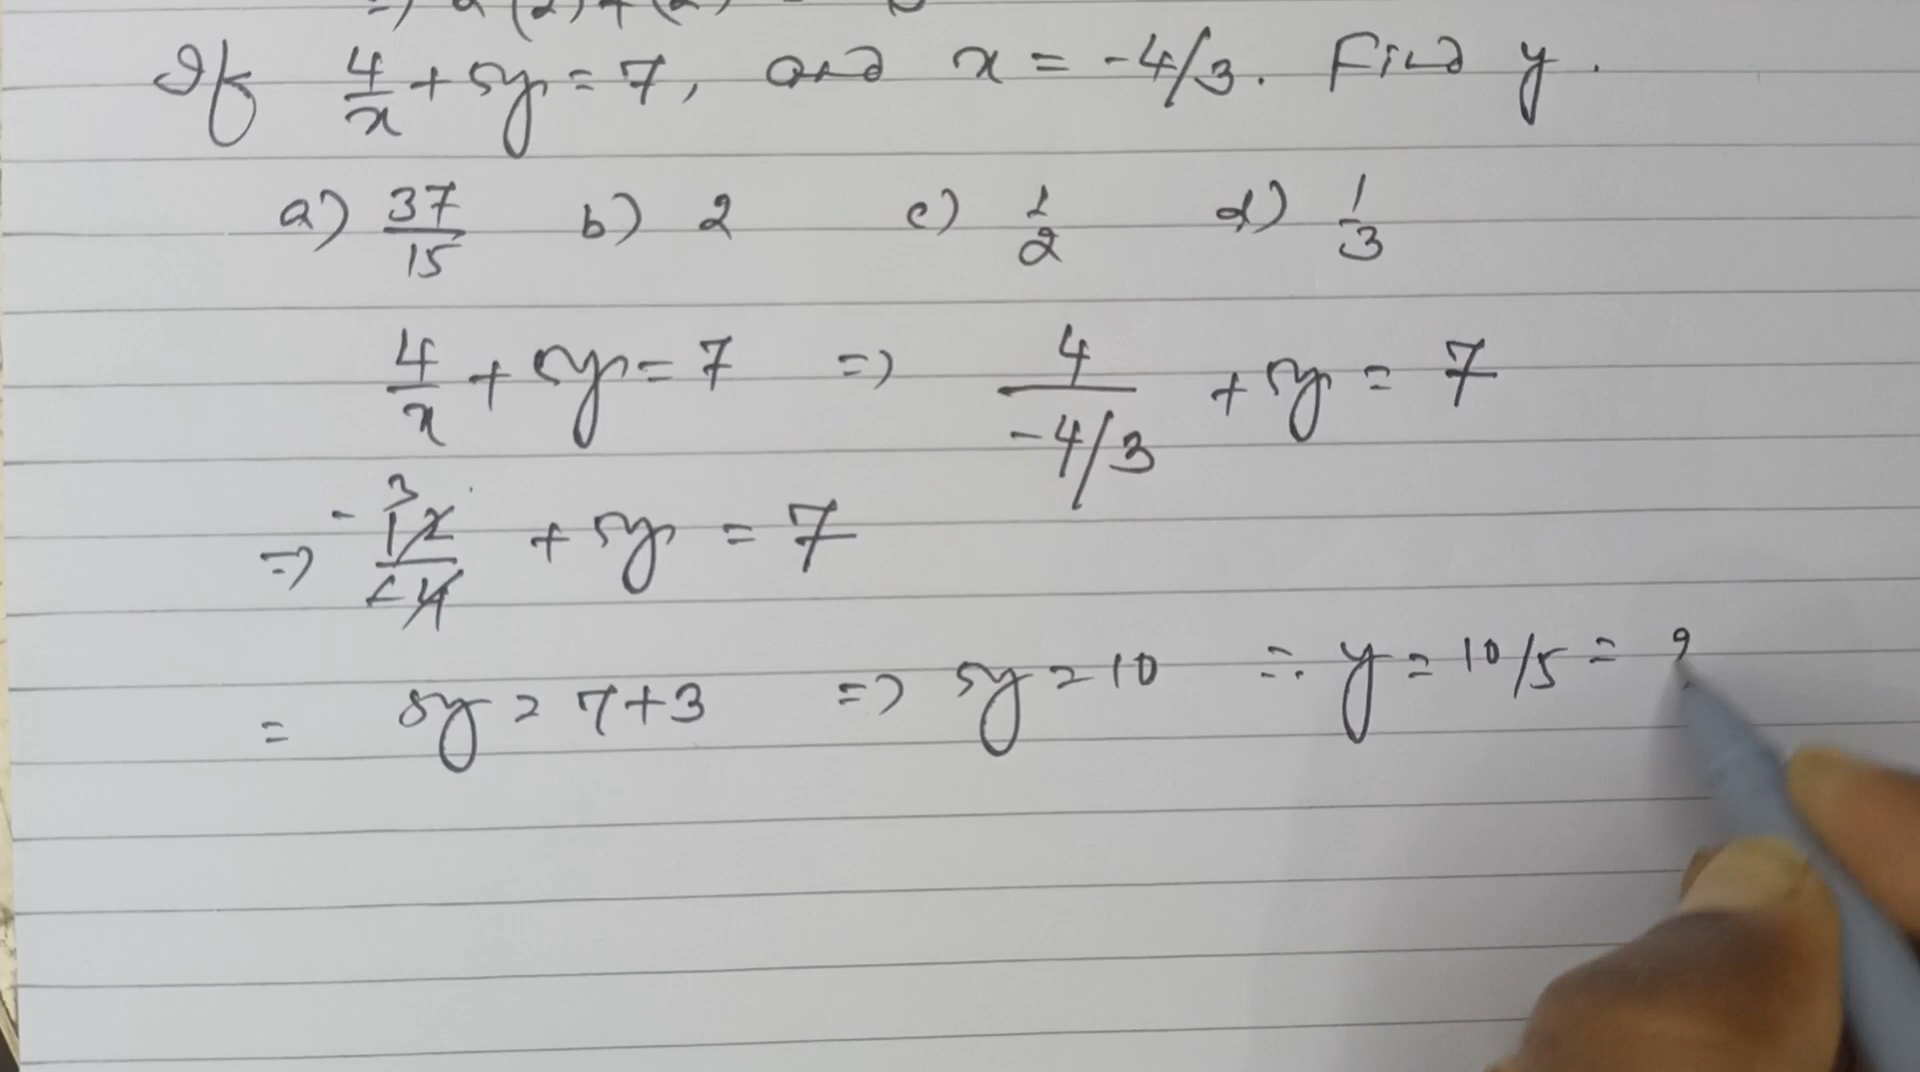 If 4/x + 5y = 7, and x = -4/3. Find y.
a) 37/15 b) 2 c) 1/2 d) 1/3
4/x + 5y = 7 => 4/(-4/3) + 5y = 7
=> -12/4 3 + 5y = 7
= 5y = 7+3 => 5y = 10 ∴ y = 10/5 =